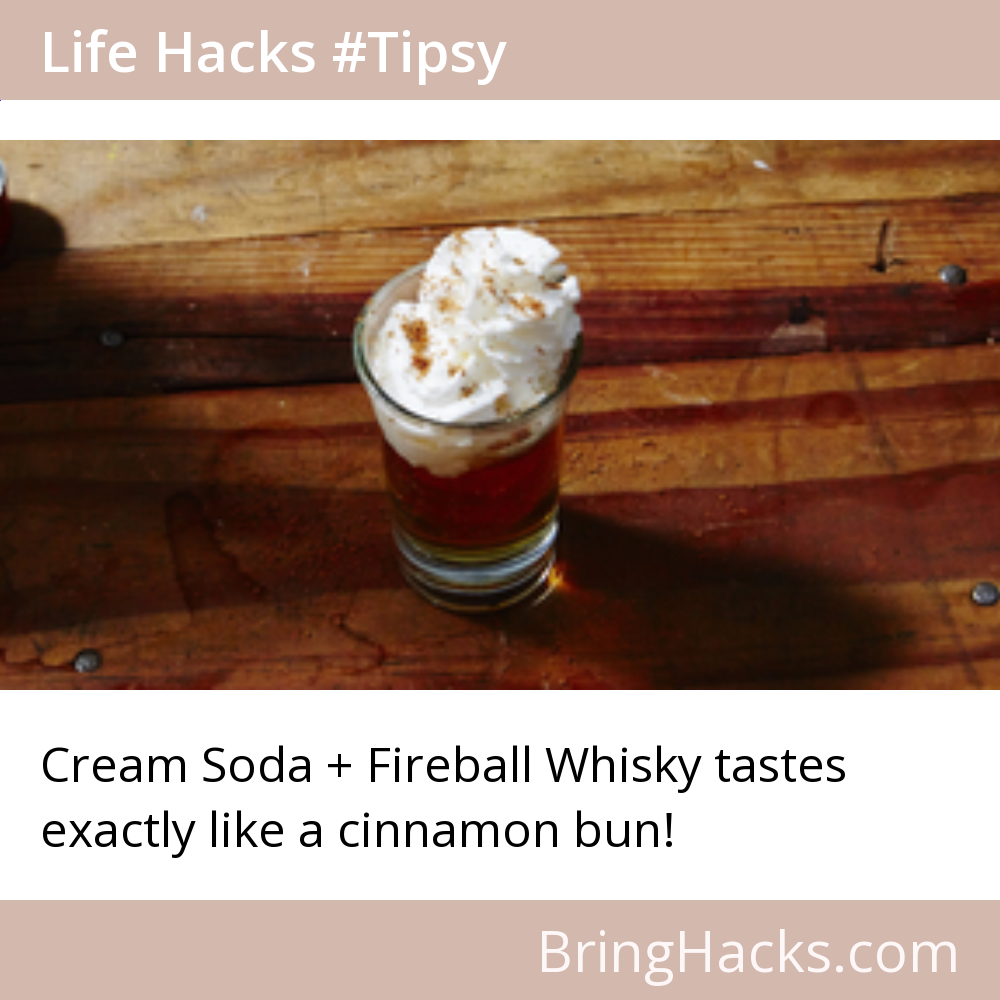 Life Hacks #Tipsy
Cream Soda + Fireball Whisky tastes
exactly like a cinnamon bun!
BringHacks.com